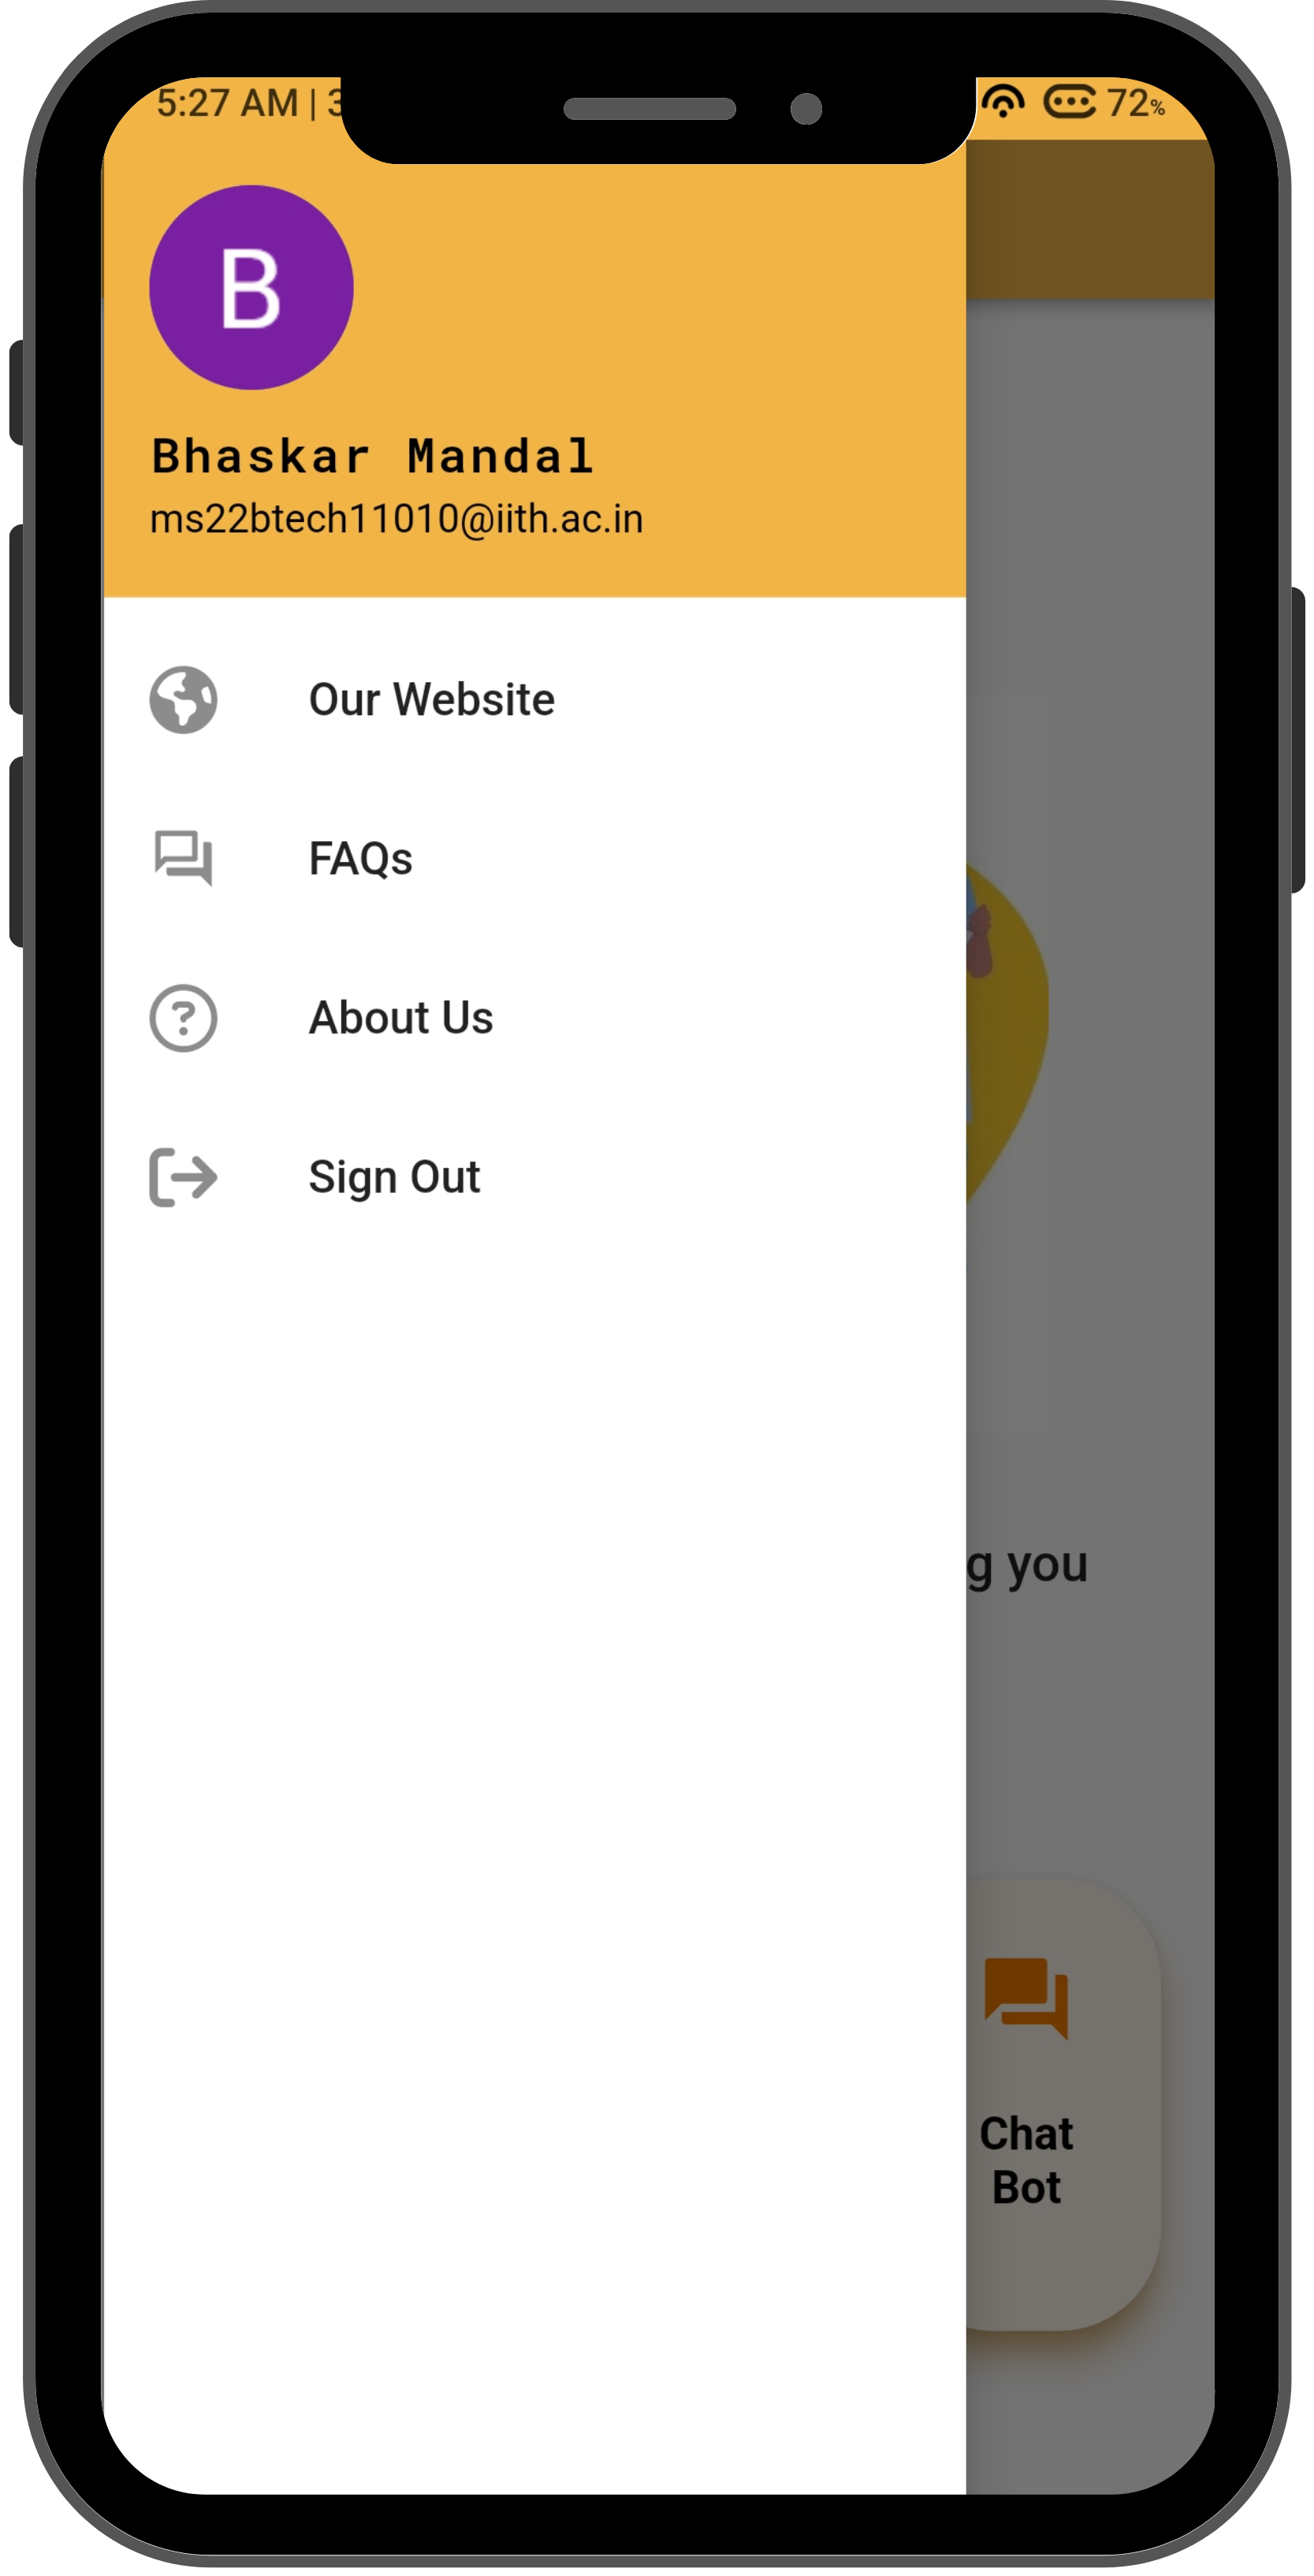 5:27 AM | 3
72%
B
Bhaskar Mandal
ms22btech11010@iith.ac.in
Our Website
FAQs
About Us
Sign Out
g you
Chat
Bot